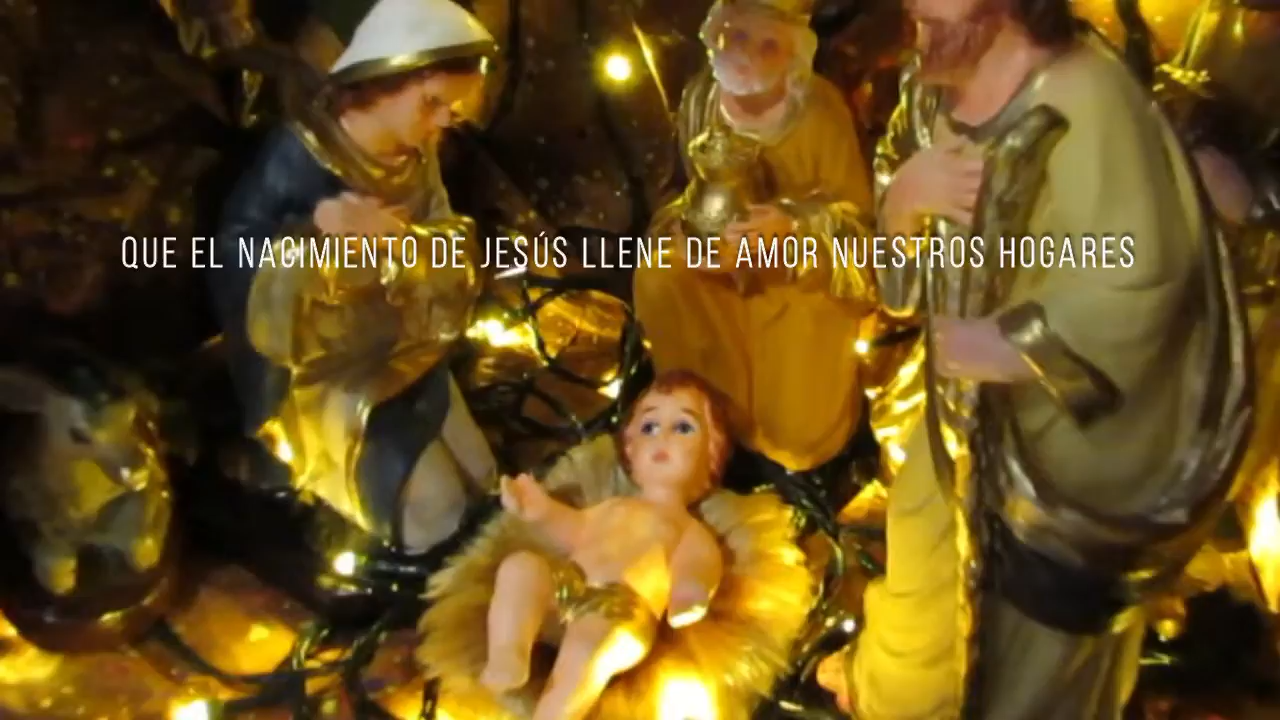 QUE EL NACIMIENTO DE JESÚS LLENE DE AMOR NUESTROS HOGARES